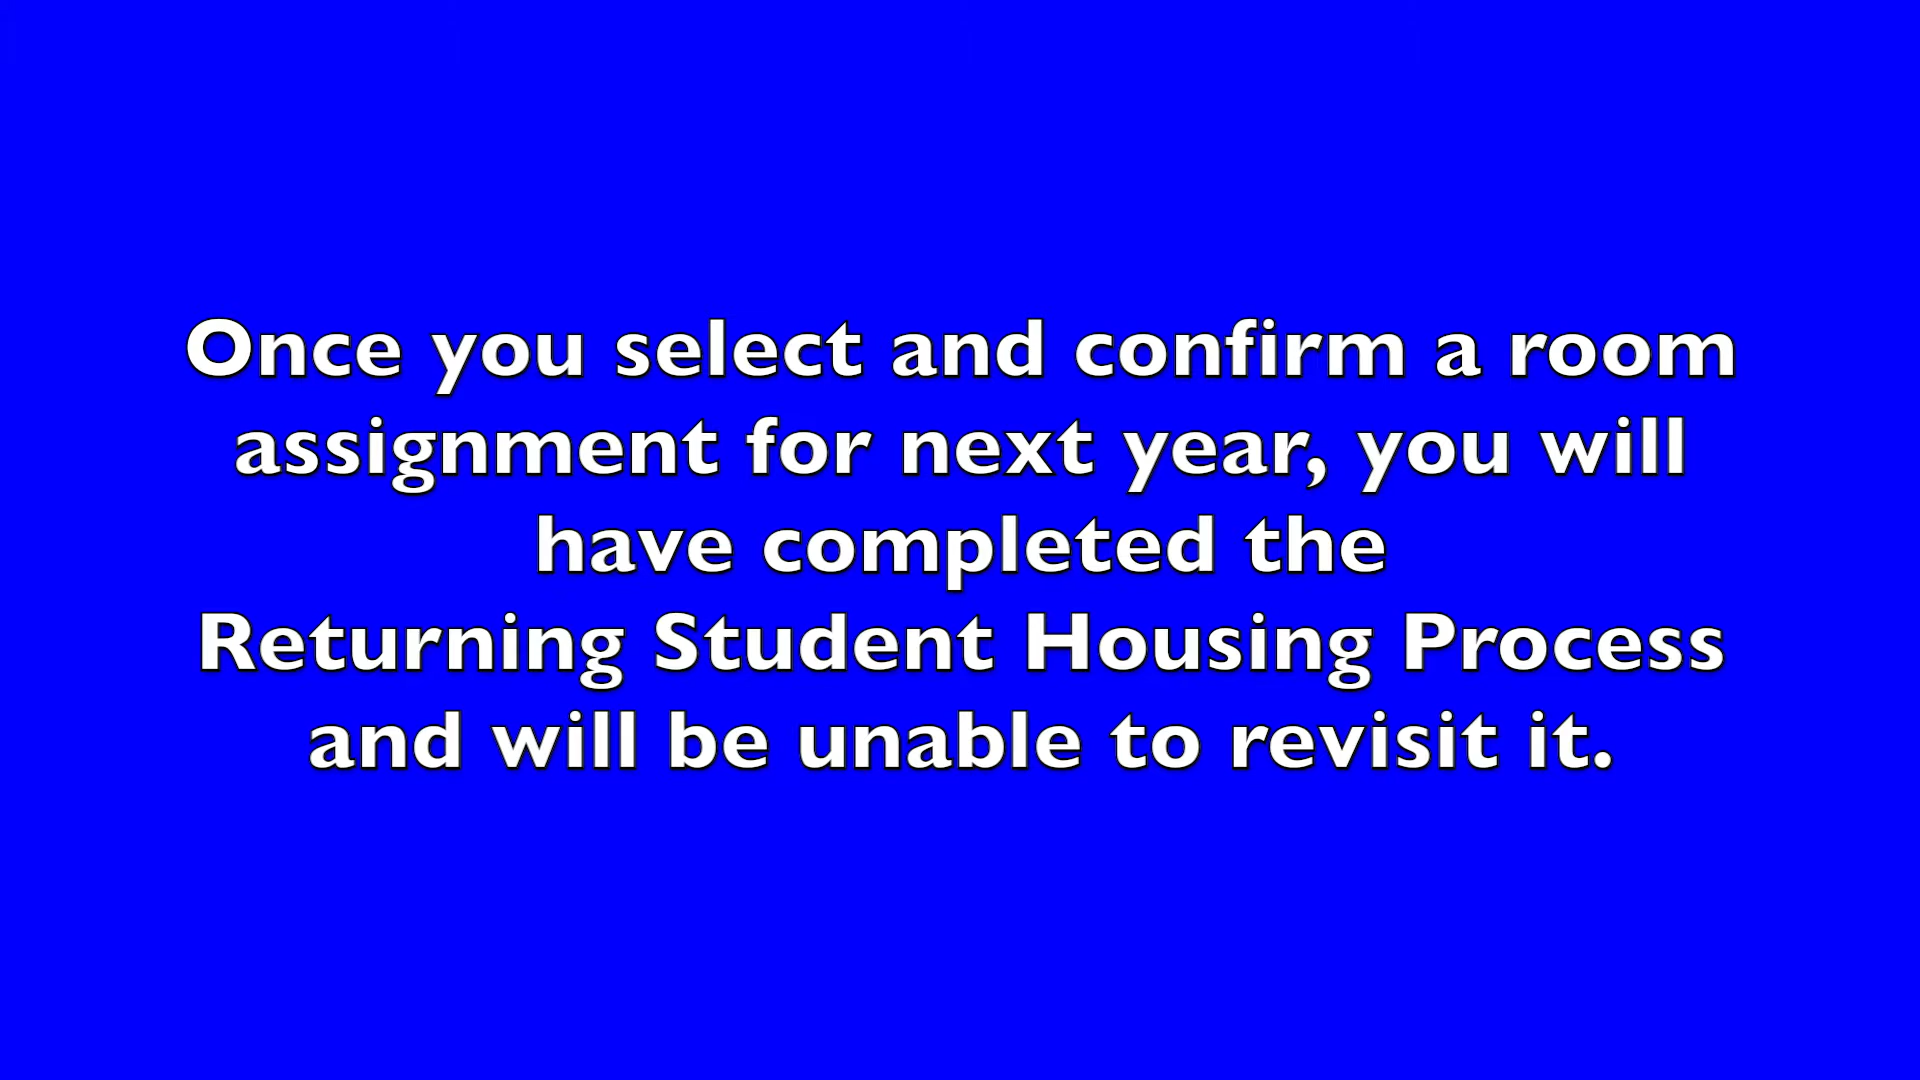 Once you select and confirm a room
assignment for next year, you will
have completed the
Returning Student Housing Process
and will be unable to revisit it.